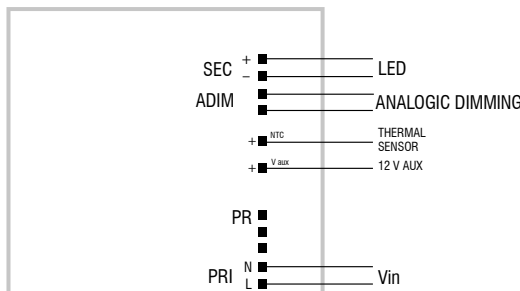 SEC + LED
–
ADIM ANALOGIC DIMMING
+ NTC THERMAL
SENSOR
+ V aux 12 V AUX
PR
PRI N Vin
L